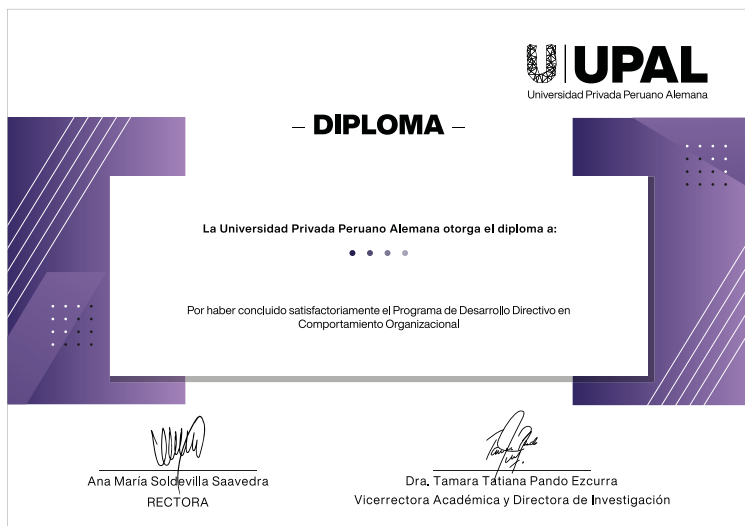 UPAL
Universidad Privada Peruano Alemana
– DIPLOMA –
La Universidad Privada Peruano Alemana otorga el diploma a:
Por haber concluido satisfactoriamente el Programa de Desarrollo Directivo en
Comportamiento Organizacional
Ana María Soldevilla Saavedra
RECTORA
Dra. Tamara Tatiana Pando Ezcurra
Vicerrectora Académica y Directora de Investigación